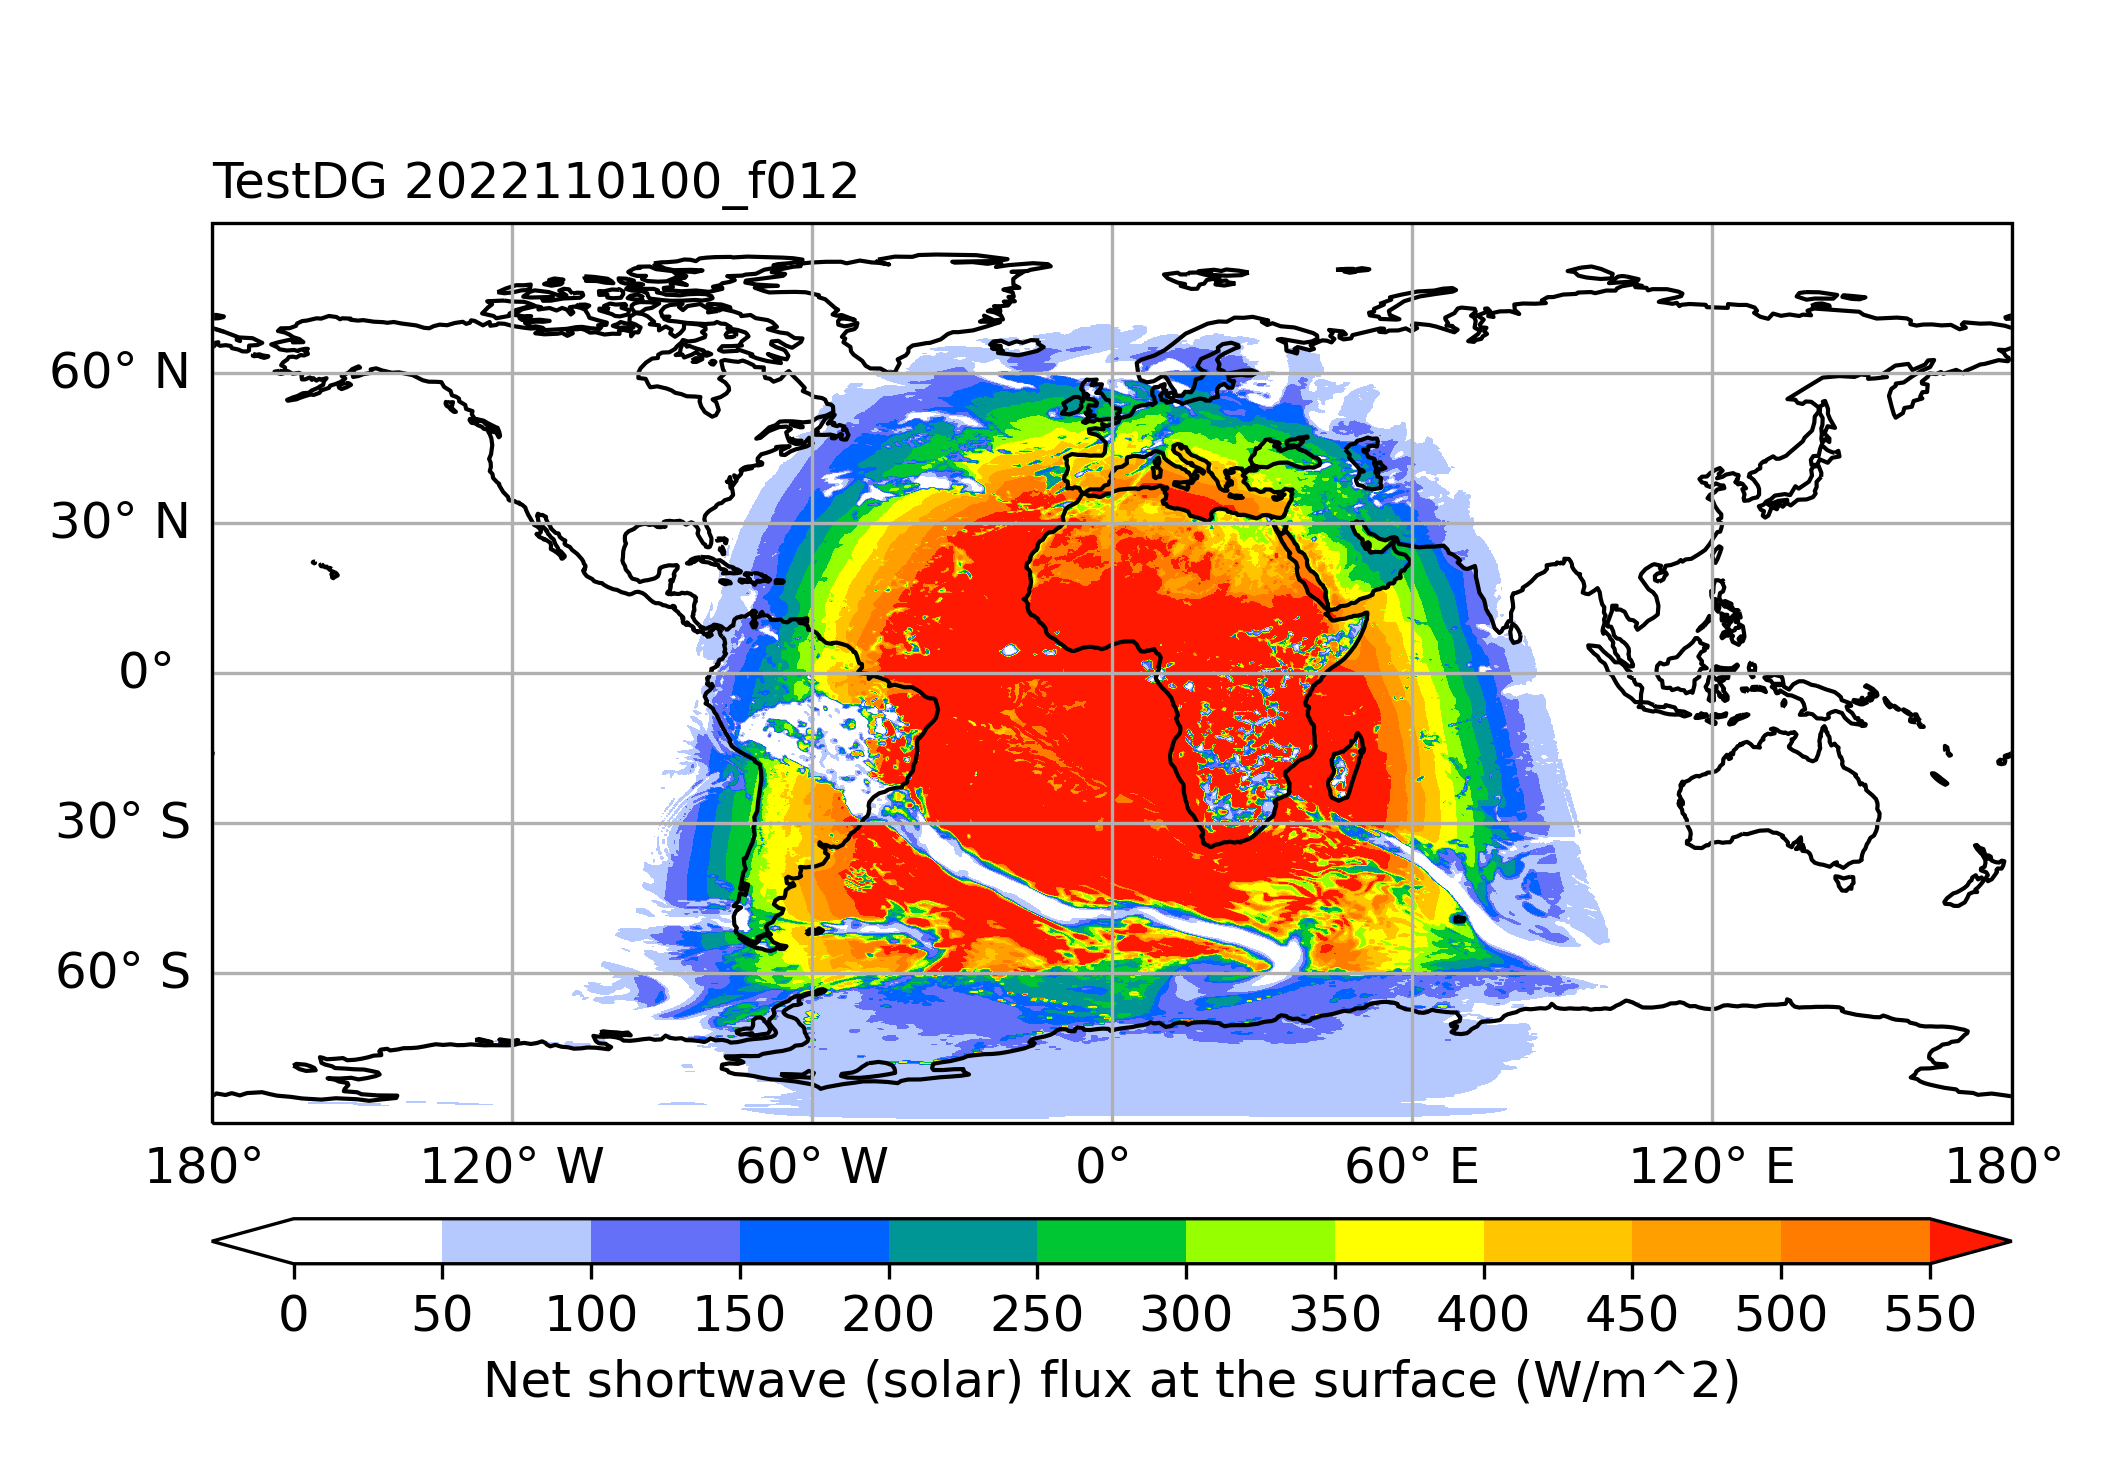 TestDG 2022110100_f012
60° N
30° N
0°
30° S
60° S
180° 120° W 60° W 0° 60° E 120° E 180°
0 50 100 150 200 250 300 350 400 450 500 550
Net shortwave (solar) flux at the surface (W/m^2)